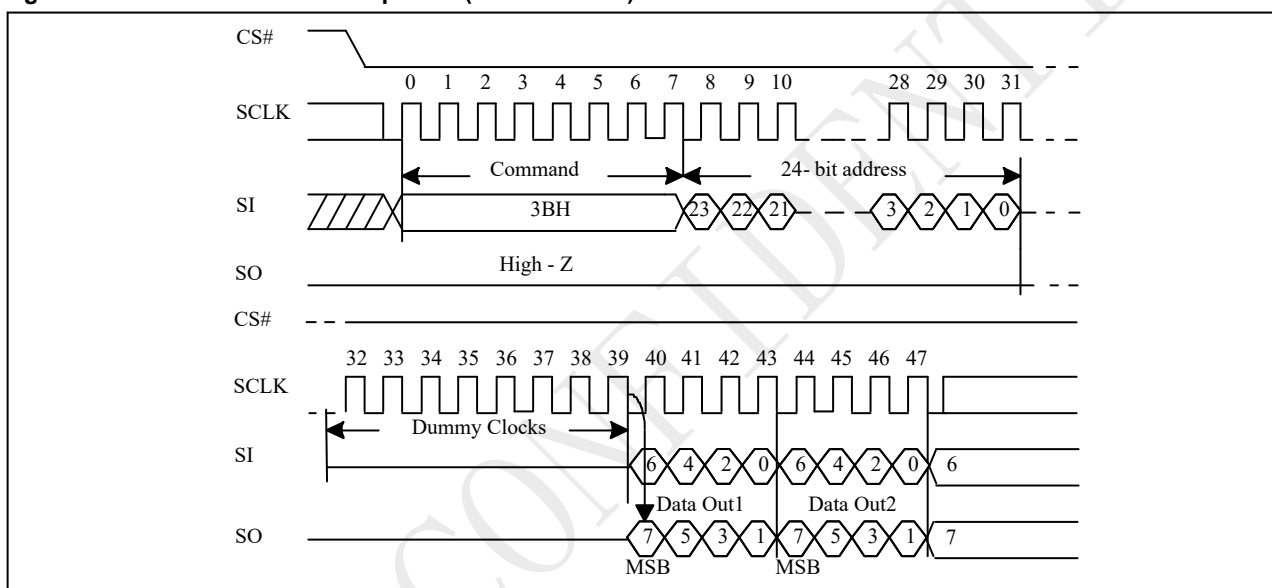 CS#
0 1 2 3 4 5 6 7 8 9 10 28 29 30 31
SCLK
Command 24- bit address
SI 3BH 23 22 21 3 2 1 0
SO High - Z
CS#
32 33 34 35 36 37 38 39 40 41 42 43 44 45 46 47
SCLK
Dummy Clocks
SI 6 4 2 0 6 4 2 0 6
Data Out1 Data Out2
SO 7 5 3 1 7 5 3 1 7
MSB MSB